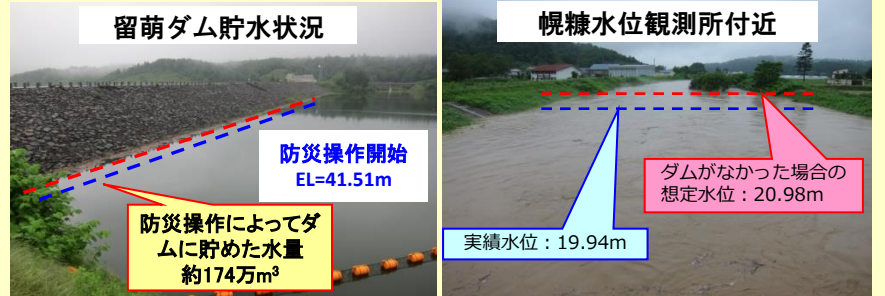 留萌ダム貯水状況
防災操作開始
EL=41.51m
防災操作によってダ
ムに貯めた水量
約174万m³
幌糠水位観測所付近
ダムがなかった場合の
想定水位：20.98m
実績水位：19.94m